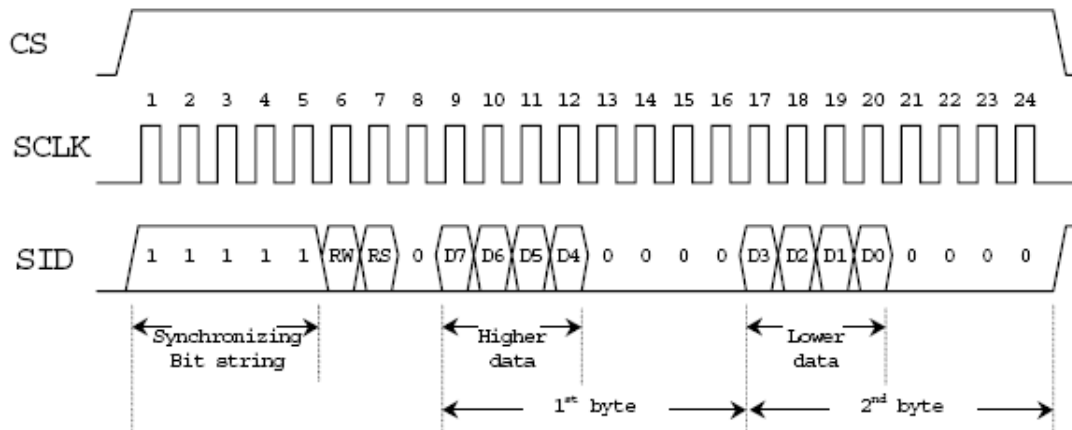 CS
1 2 3 4 5 6 7 8 9 10 11 12 13 14 15 16 17 18 19 20 21 22 23 24
SCLK
SID 1 1 1 1 1 RW RS 0 D7 D6 D5 D4 0 0 0 0 D3 D2 D1 D0 0 0 0 0
Synchronizing Higher Lower
Bit string data data
1st byte 2nd byte